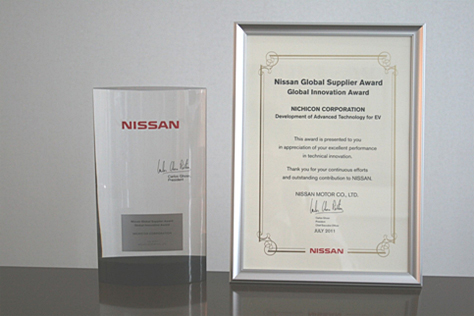 NISSAN
President
Nissan Global Supplier Award
Global Innovation Award
NICHICON CORPORATION
Development of Advanced Technology for EV
This award is presented to you
in appreciation of your excellent performance
in technical innovation.
Thank you for your continuous efforts
and outstanding contribution to NISSAN.
NISSAN MOTOR CO., LTD.
JULY 2011
NISSAN